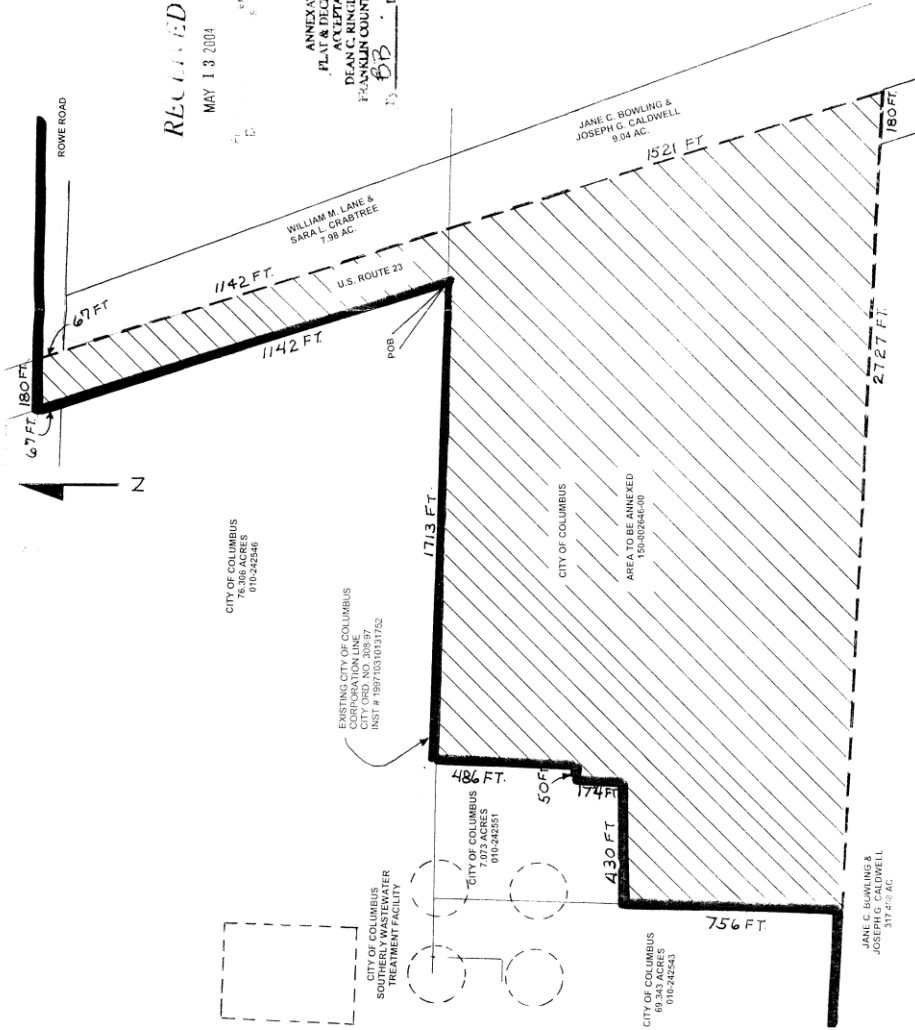 RECEIVED
MAY 13 2004
ANNEXA
PLAT & DEC
ACCEPTA
DEAN C. RINGL
FRANKLIN COUNT
BB
ROWE ROAD
67 FT
180 FT.
67 FT.
N
1142 FT.
1142 FT.
U.S. ROUTE 23
WILLIAM M. LANE &
SARA L. CRABTREE
7.98 AC.
JANE C. BOWLING &
JOSEPH G. CALDWELL
9.04 AC.
1521 FT
180 FT.
POB
CITY OF COLUMBUS
76.306 ACRES
010-242546
EXISTING CITY OF COLUMBUS
CORPORATION LINE
CITY ORD. NO. 308-97
INST # 199710310131752
1713 FT.
CITY OF COLUMBUS
AREA TO BE ANNEXED
150-002646-00
2727 FT.
486 FT.
50 FT
174 FT
430 FT
756 FT.
CITY OF COLUMBUS
7.073 ACRES
010-242551
CITY OF COLUMBUS
SOUTHERLY WASTEWATER
TREATMENT FACILITY
CITY OF COLUMBUS
69.343 ACRES
010-242543
JANE C. BOWLING &
JOSEPH G. CALDWELL
AC